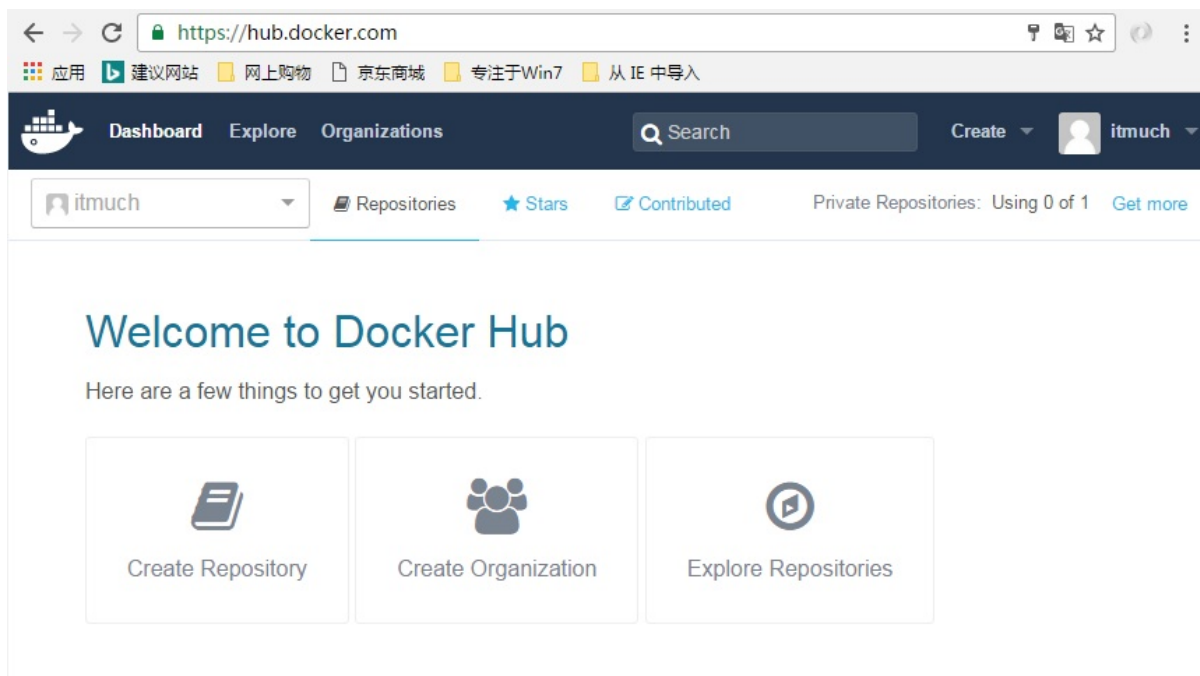 https://hub.docker.com
应用 建议网站 网上购物 京东商城 专注于Win7 从 IE 中导入
Dashboard Explore Organizations Search Create itmuch
itmuch Repositories Stars Contributed Private Repositories: Using 0 of 1 Get more
Welcome to Docker Hub
Here are a few things to get you started.
Create Repository Create Organization Explore Repositories